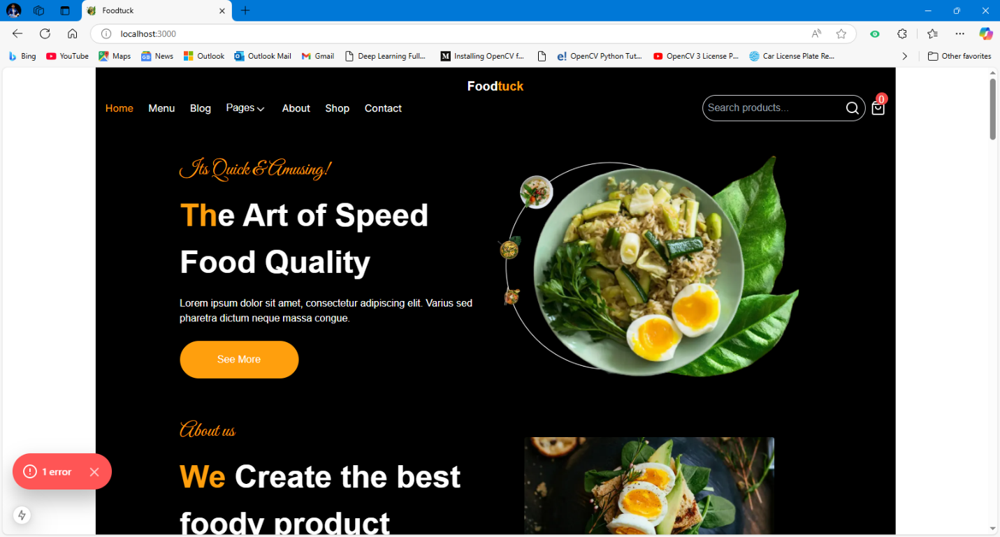 Foodtuck
localhost:3000
Bing
YouTube
Maps
News
Outlook
Outlook Mail
Gmail
Deep Learning Full...
M Installing OpenCV f...
e! OpenCV Python Tut...
OpenCV 3 License P...
Car License Plate Re...
Other favorites
Foodtuck
Home Menu Blog Pages About Shop Contact
Search products...
0
Its Quick & Amusing!
The Art of Speed
Food Quality
Lorem ipsum dolor sit amet, consectetur adipiscing elit. Varius sed
pharetra dictum neque massa congue.
See More
About us
We Create the best
foody product
1 error